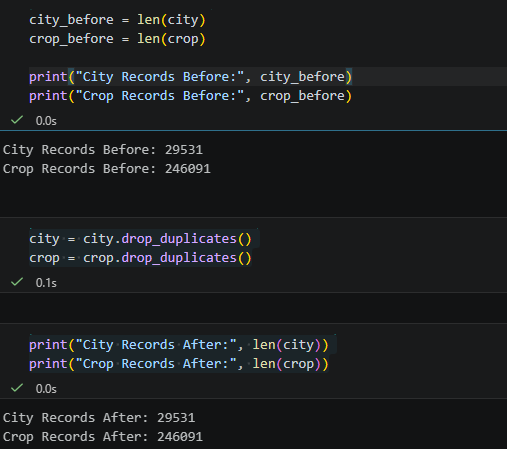 city_before = len(city)
crop_before = len(crop)
print("City Records Before:", city_before)
print("Crop Records Before:", crop_before)
0.0s
City Records Before: 29531
Crop Records Before: 246091
city = city.drop_duplicates()
crop = crop.drop_duplicates()
0.1s
print("City Records After:", len(city))
print("Crop Records After:", len(crop))
0.0s
City Records After: 29531
Crop Records After: 246091